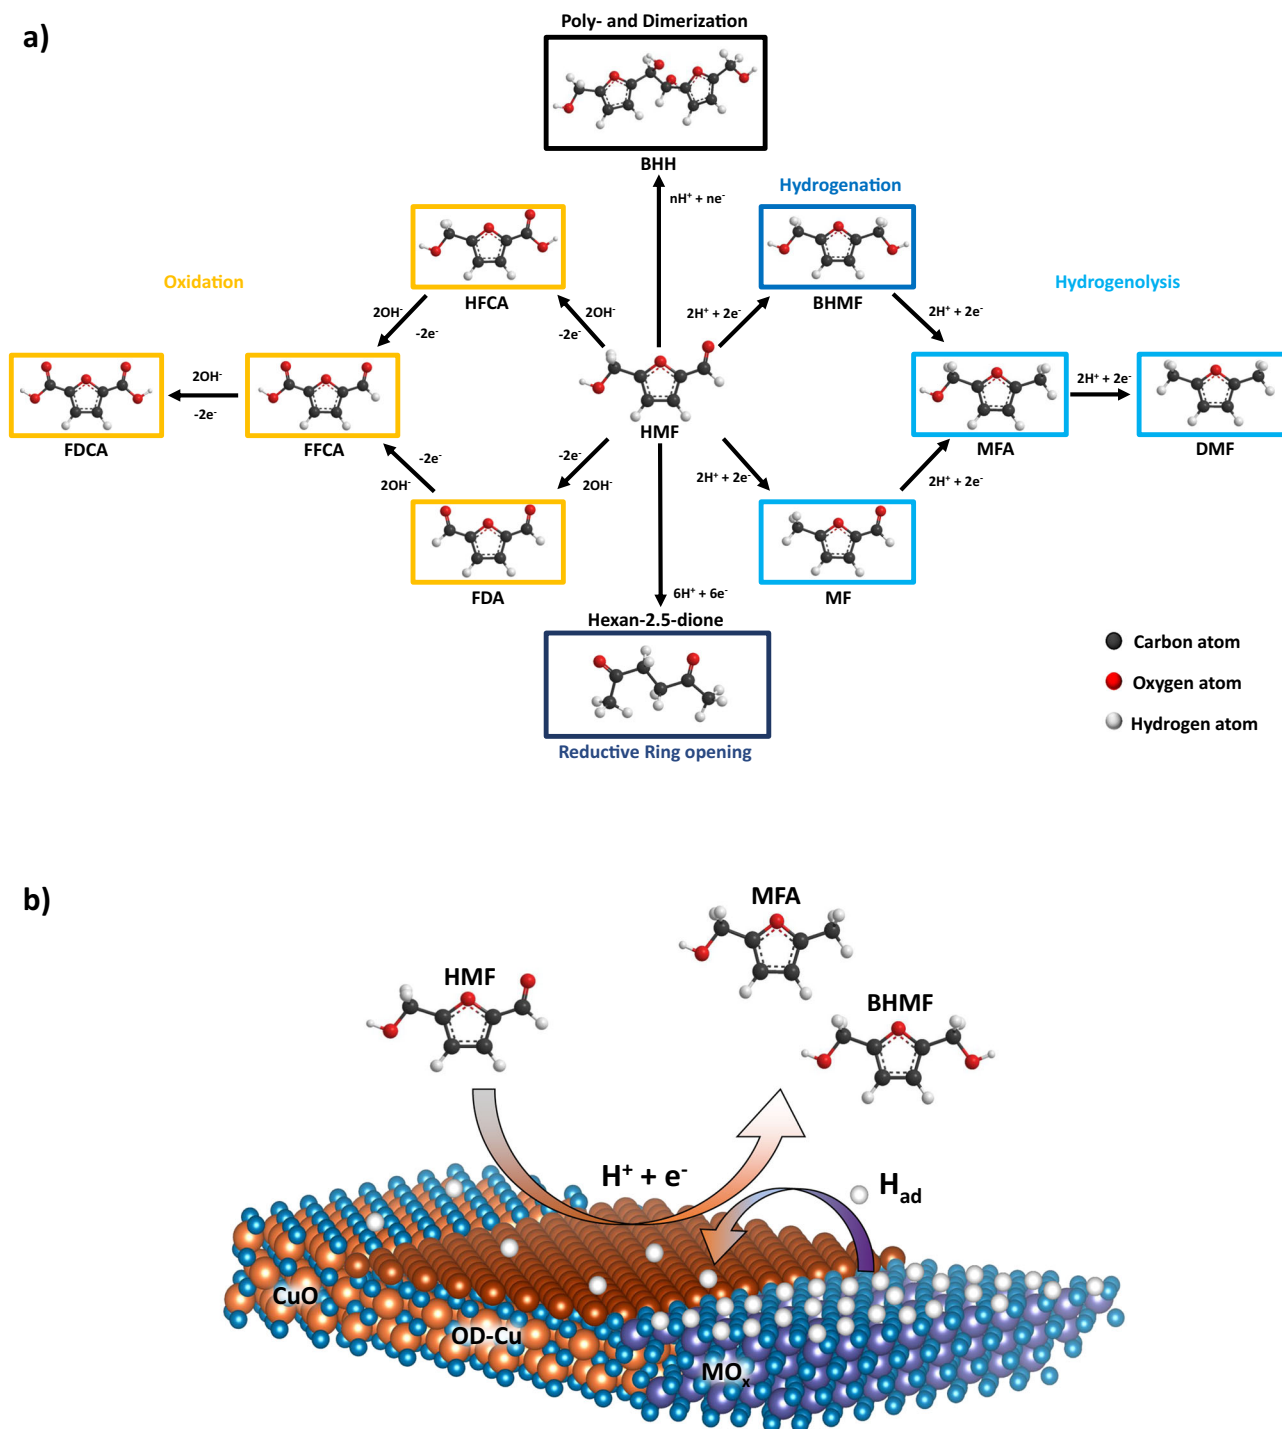 a)
Poly- and Dimerization
BHH
nH⁺ + ne⁻
Hydrogenation
Oxidation
HFCA
BHMF
Hydrogenolysis
2OH⁻
-2e⁻
2OH⁻
-2e⁻
2H⁺ + 2e⁻
2H⁺ + 2e⁻
2OH⁻
-2e⁻
2H⁺ + 2e⁻
FDCA
FFCA
HMF
MFA
DMF
-2e⁻
2OH⁻
-2e⁻
2OH⁻
2H⁺ + 2e⁻
2H⁺ + 2e⁻
FDA
MF
6H⁺ + 6e⁻
Hexan-2.5-dione
Reductive Ring opening
Carbon atom
Oxygen atom
Hydrogen atom
b)
MFA
HMF
BHMF
H⁺ + e⁻
Hₐd
CuO
OD-Cu
MOₓ